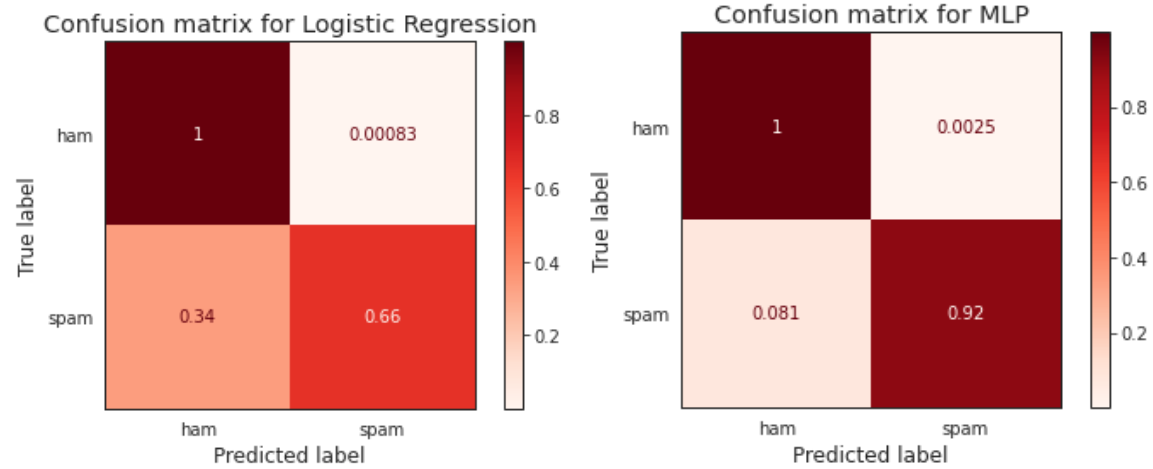 Confusion matrix for Logistic Regression
ham
1
0.00083
0.8
0.6
True label
0.4
spam
0.34
0.66
0.2
ham
spam
Predicted label
Confusion matrix for MLP
ham
1
0.0025
0.8
0.6
True label
0.4
spam
0.081
0.92
0.2
ham
spam
Predicted label